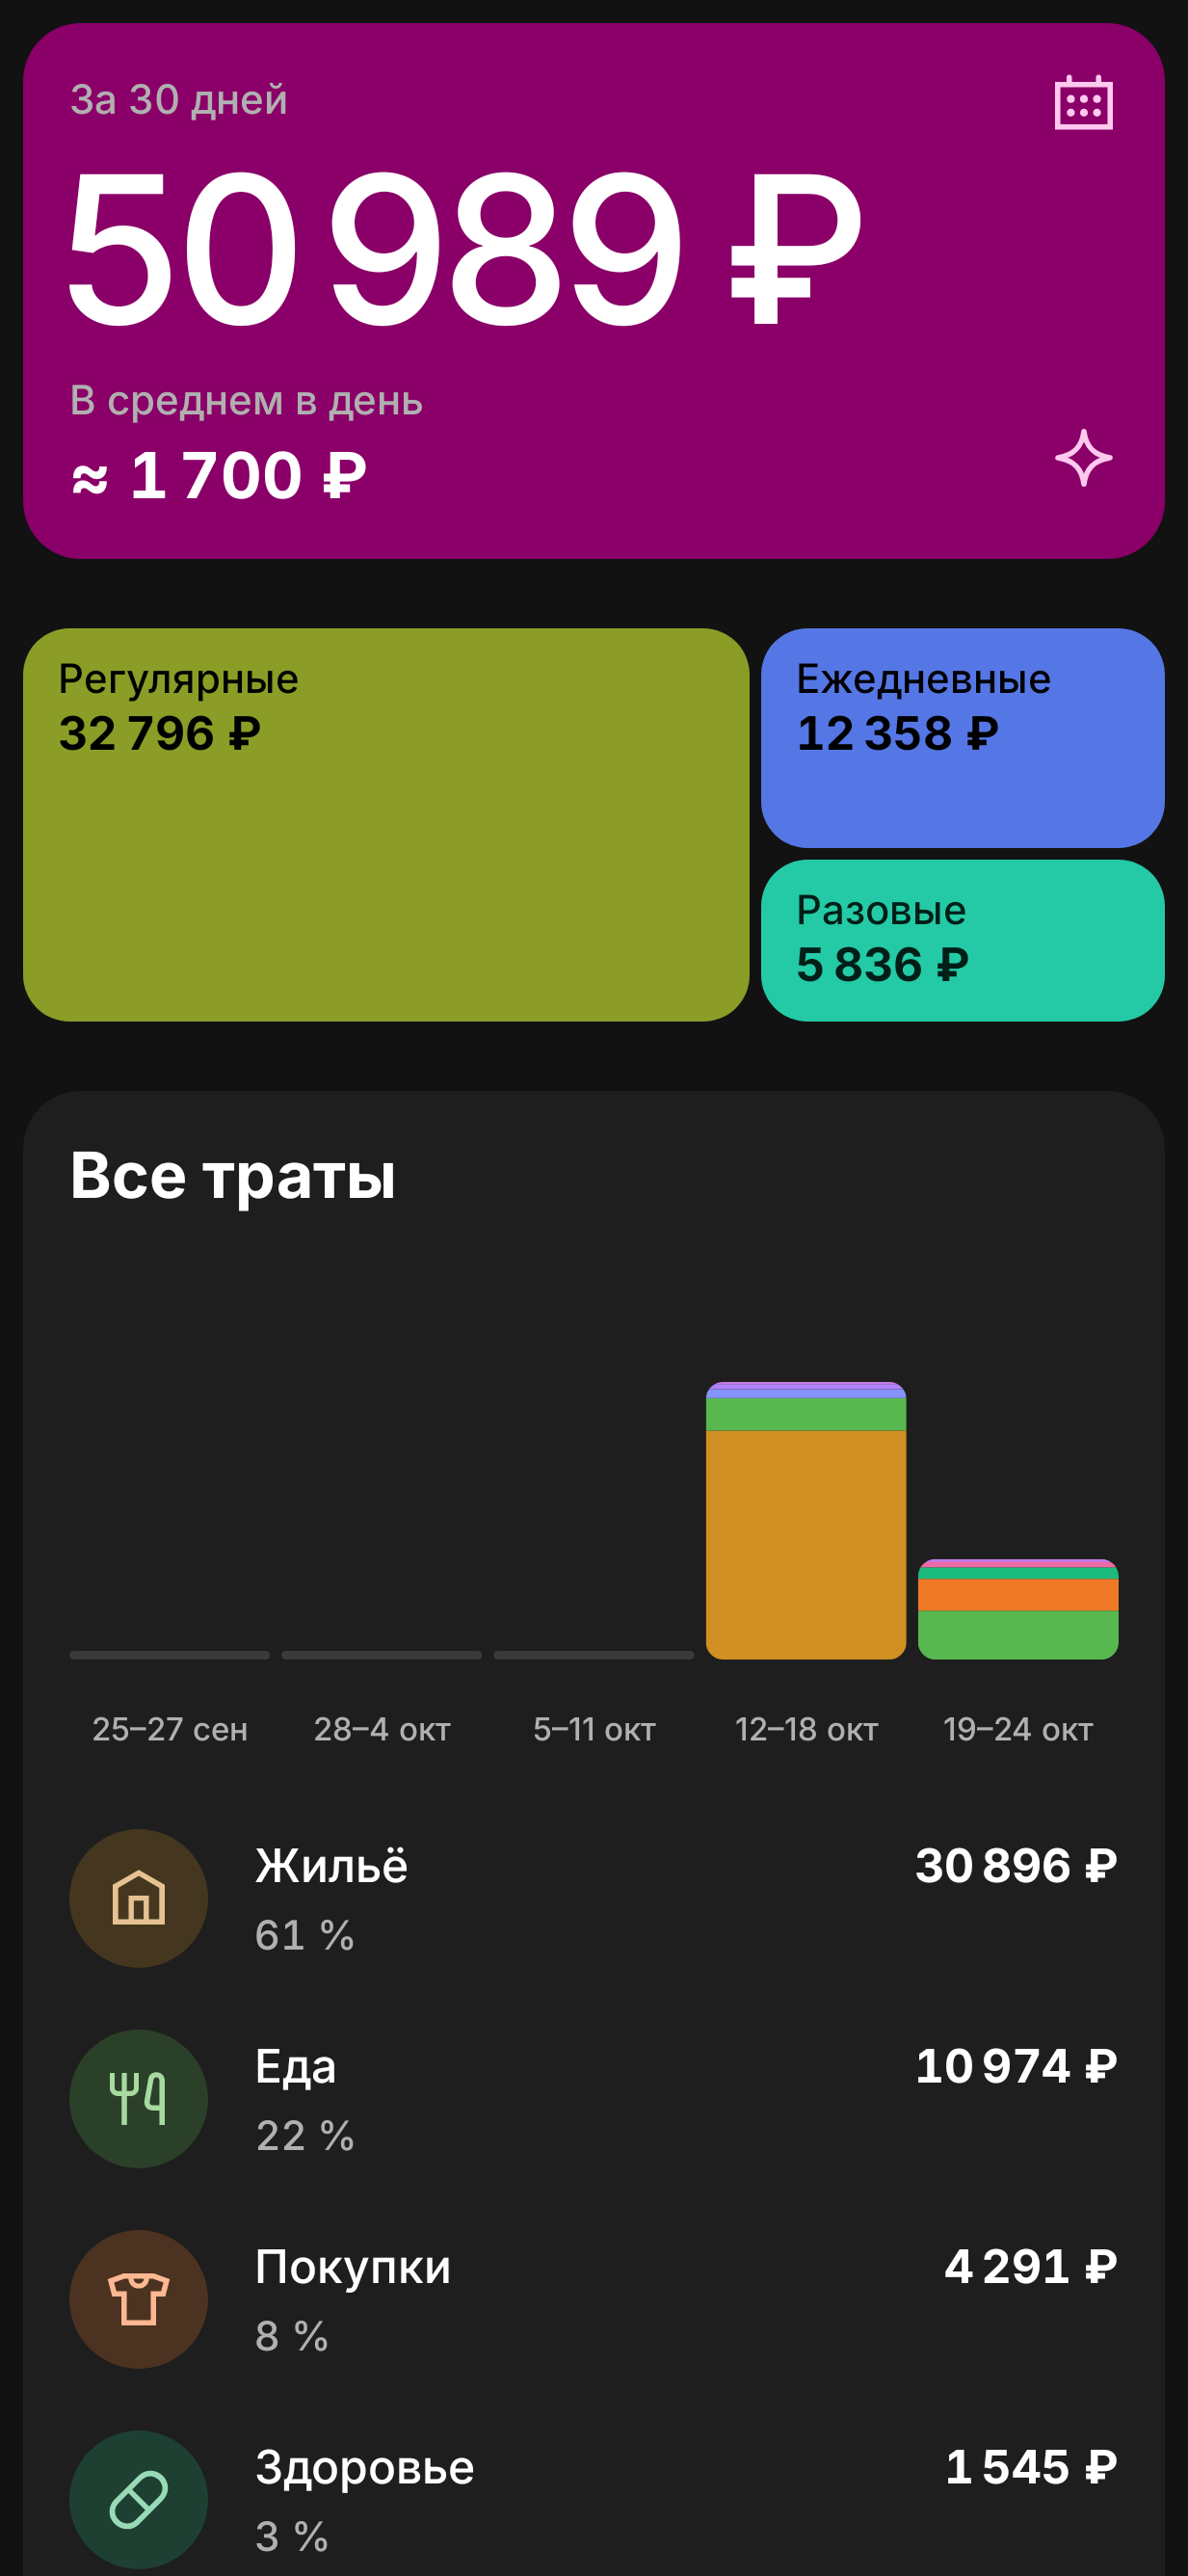 За 30 дней
50 989 ₽
В среднем в день
≈ 1 700 ₽
Регулярные
32 796 ₽
Ежедневные
12 358 ₽
Разовые
5 836 ₽
Все траты
25–27 сен
28–4 окт
5–11 окт
12–18 окт
19–24 окт
Жильё
30 896 ₽
61 %
Еда
10 974 ₽
22 %
Покупки
4 291 ₽
8 %
Здоровье
1 545 ₽
3 %